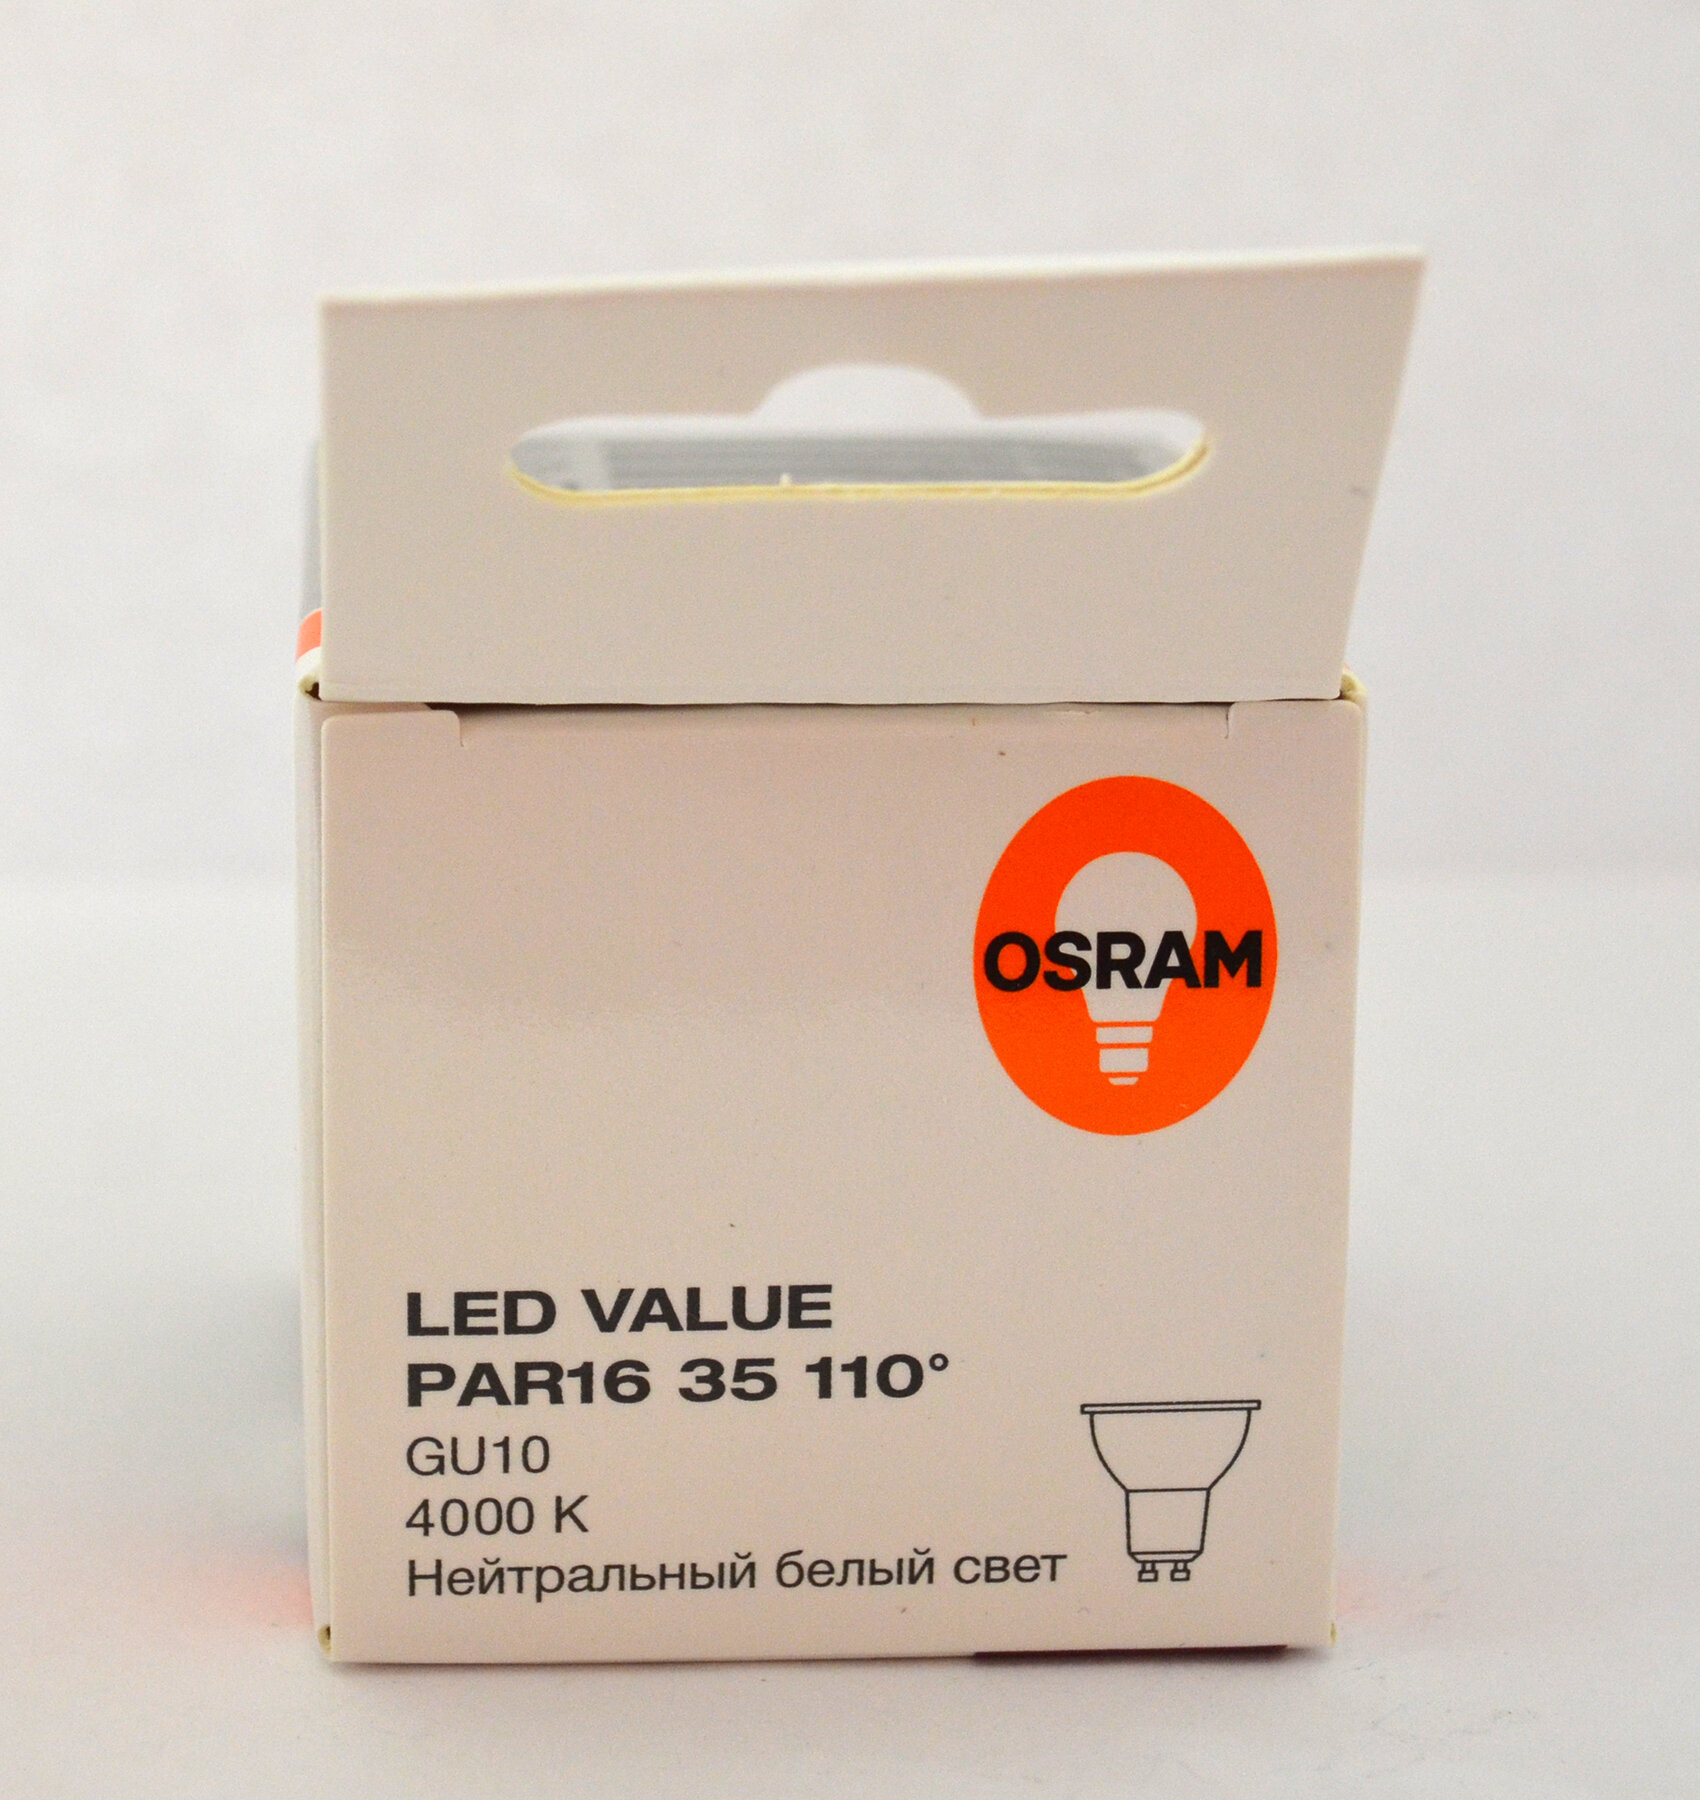 OSRAM
LED VALUE
PAR16 35 110°
GU10
4000 K
Нейтральный белый свет